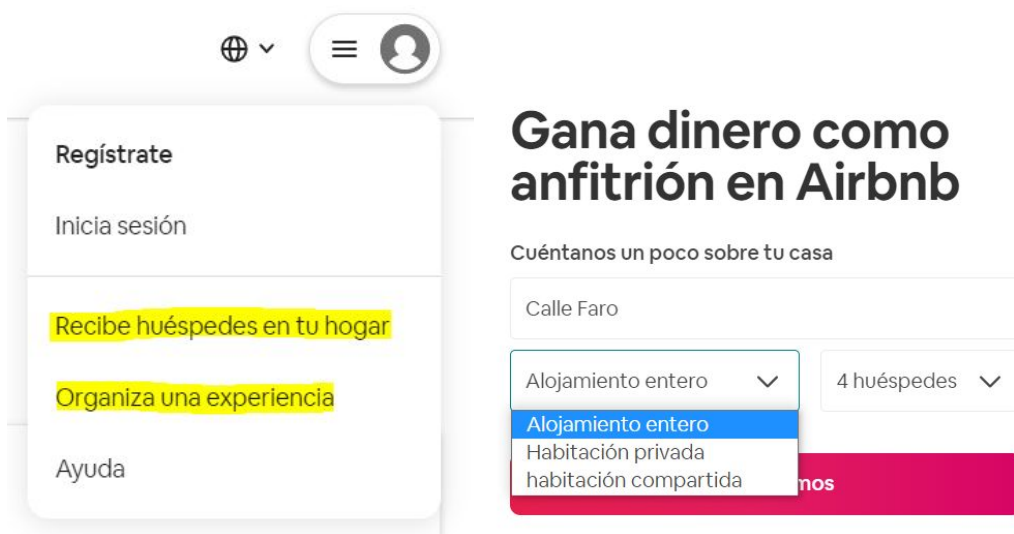 Regístrate
Inicia sesión
Recibe huéspedes en tu hogar
Organiza una experiencia
Ayuda
Gana dinero como
anfitrión en Airbnb
Cuéntanos un poco sobre tu casa
Calle Faro
Alojamiento entero
4 huéspedes
Alojamiento entero
Habitación privada
habitación compartida